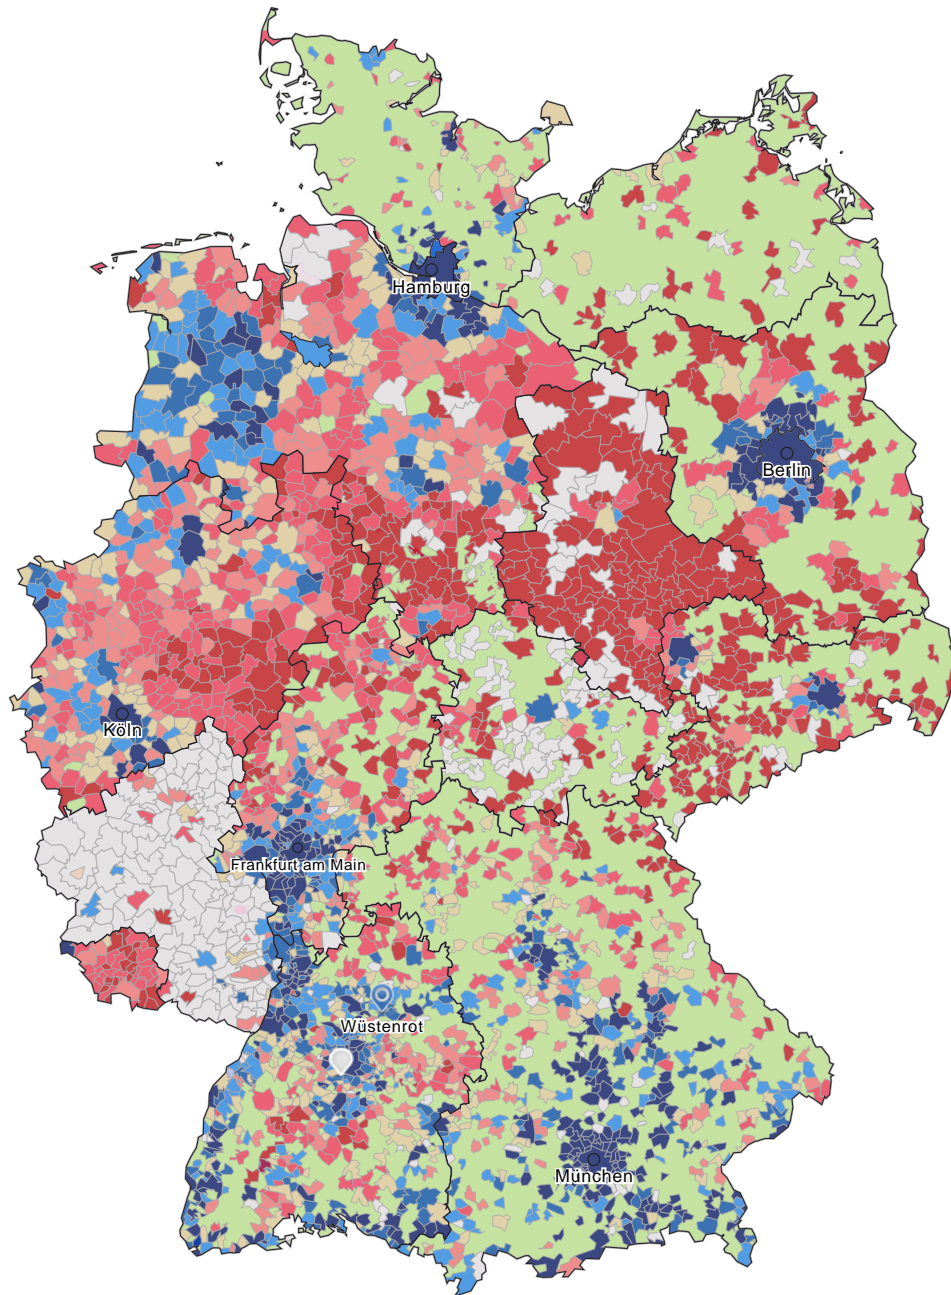 Hamburg
Berlin
Köln
Frankfurt am Main
Wüstenrot
München